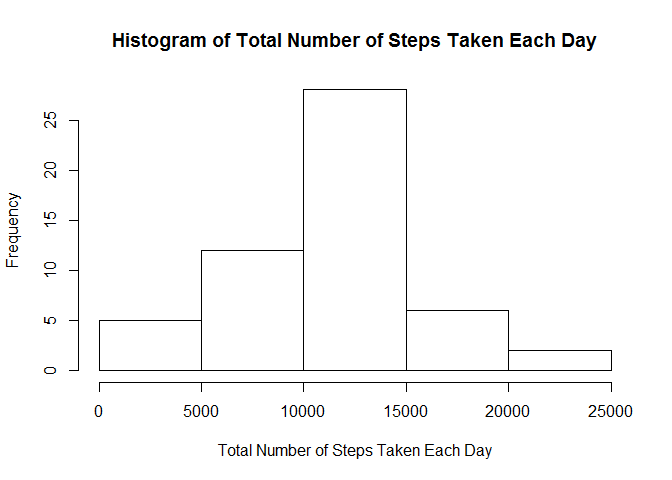 Histogram of Total Number of Steps Taken Each Day
Frequency
25
20
15
10
5
0
0 5000 10000 15000 20000 25000
Total Number of Steps Taken Each Day